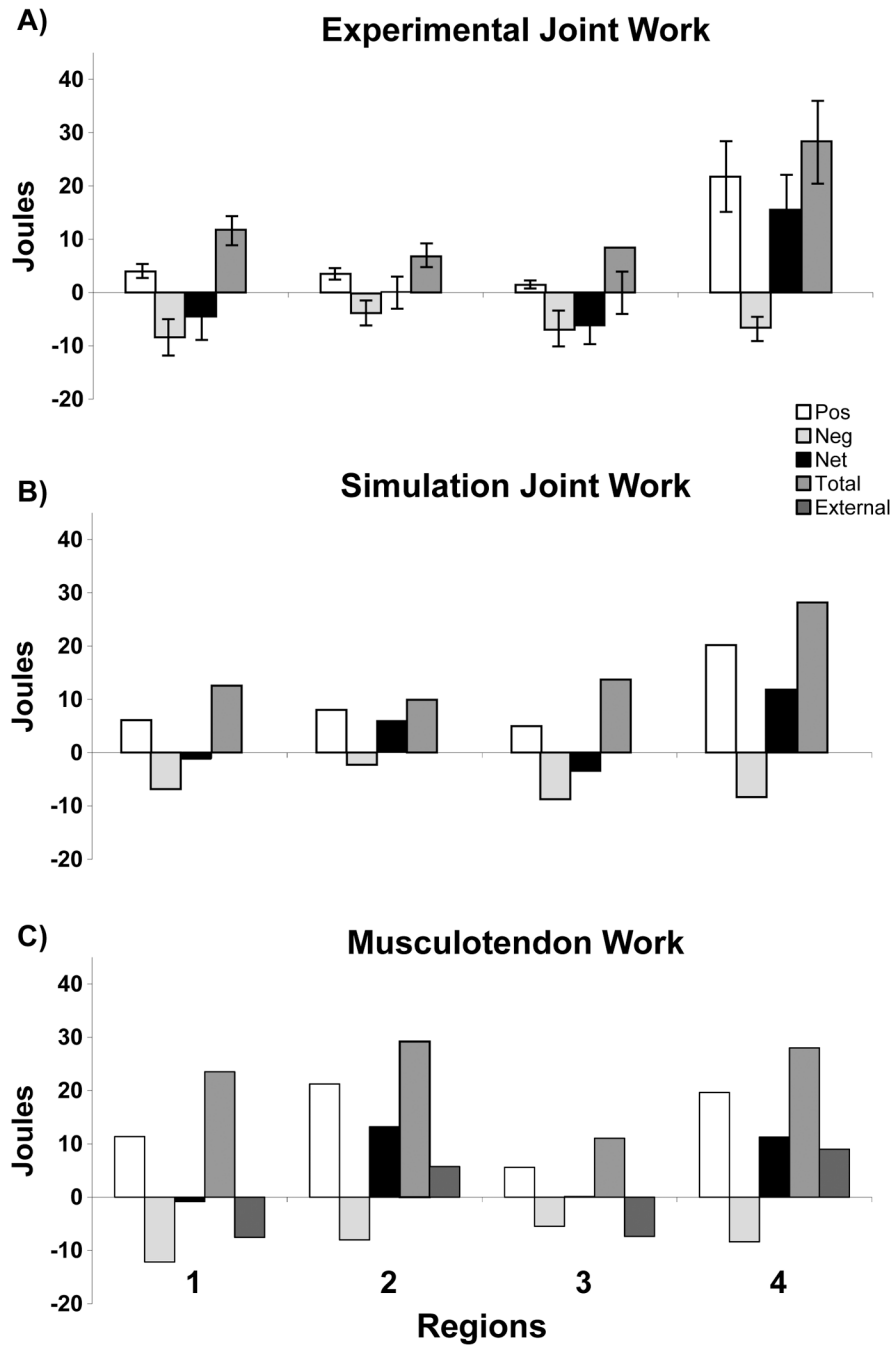 A)
Experimental Joint Work
40
30
20
10
0
-10
-20
Joules
Pos
Neg
Net
Total
External
B)
Simulation Joint Work
40
30
20
10
0
-10
-20
Joules
C)
Musculotendon Work
40
30
20
10
0
-10
-20
Joules
1 2 3 4
Regions